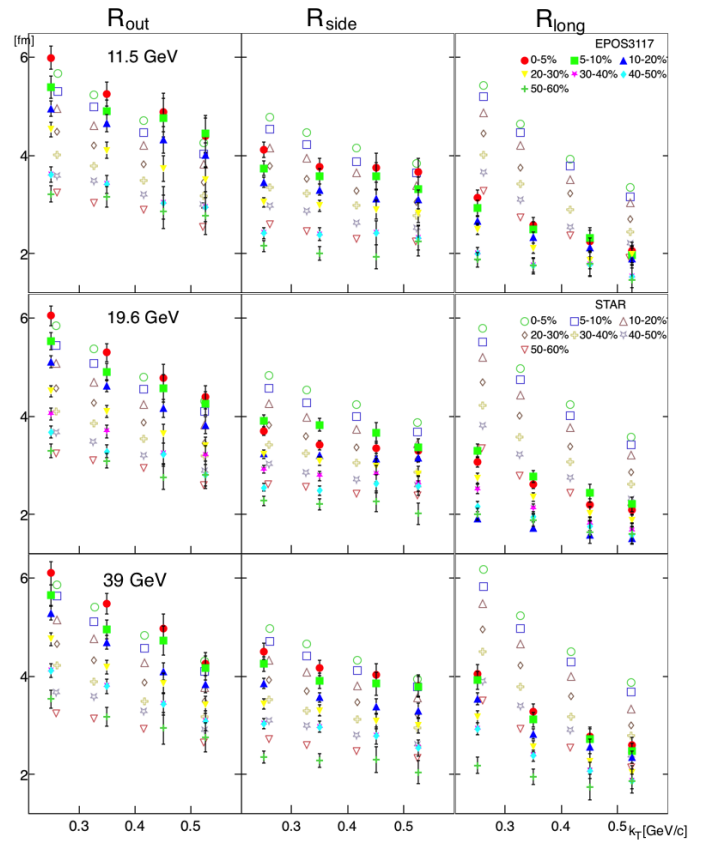 R_out R_side R_long
[fm]
11.5 GeV
EPOS3117
0-5% 5-10% 10-20%
20-30% 30-40% 40-50%
50-60%
6
4
2
19.6 GeV
STAR
0-5% 5-10% 10-20%
20-30% 30-40% 40-50%
50-60%
6
4
2
39 GeV
6
4
2
0.3 0.4 0.5 0.3 0.4 0.5 0.3 0.4 0.5
k_T[GeV/c]